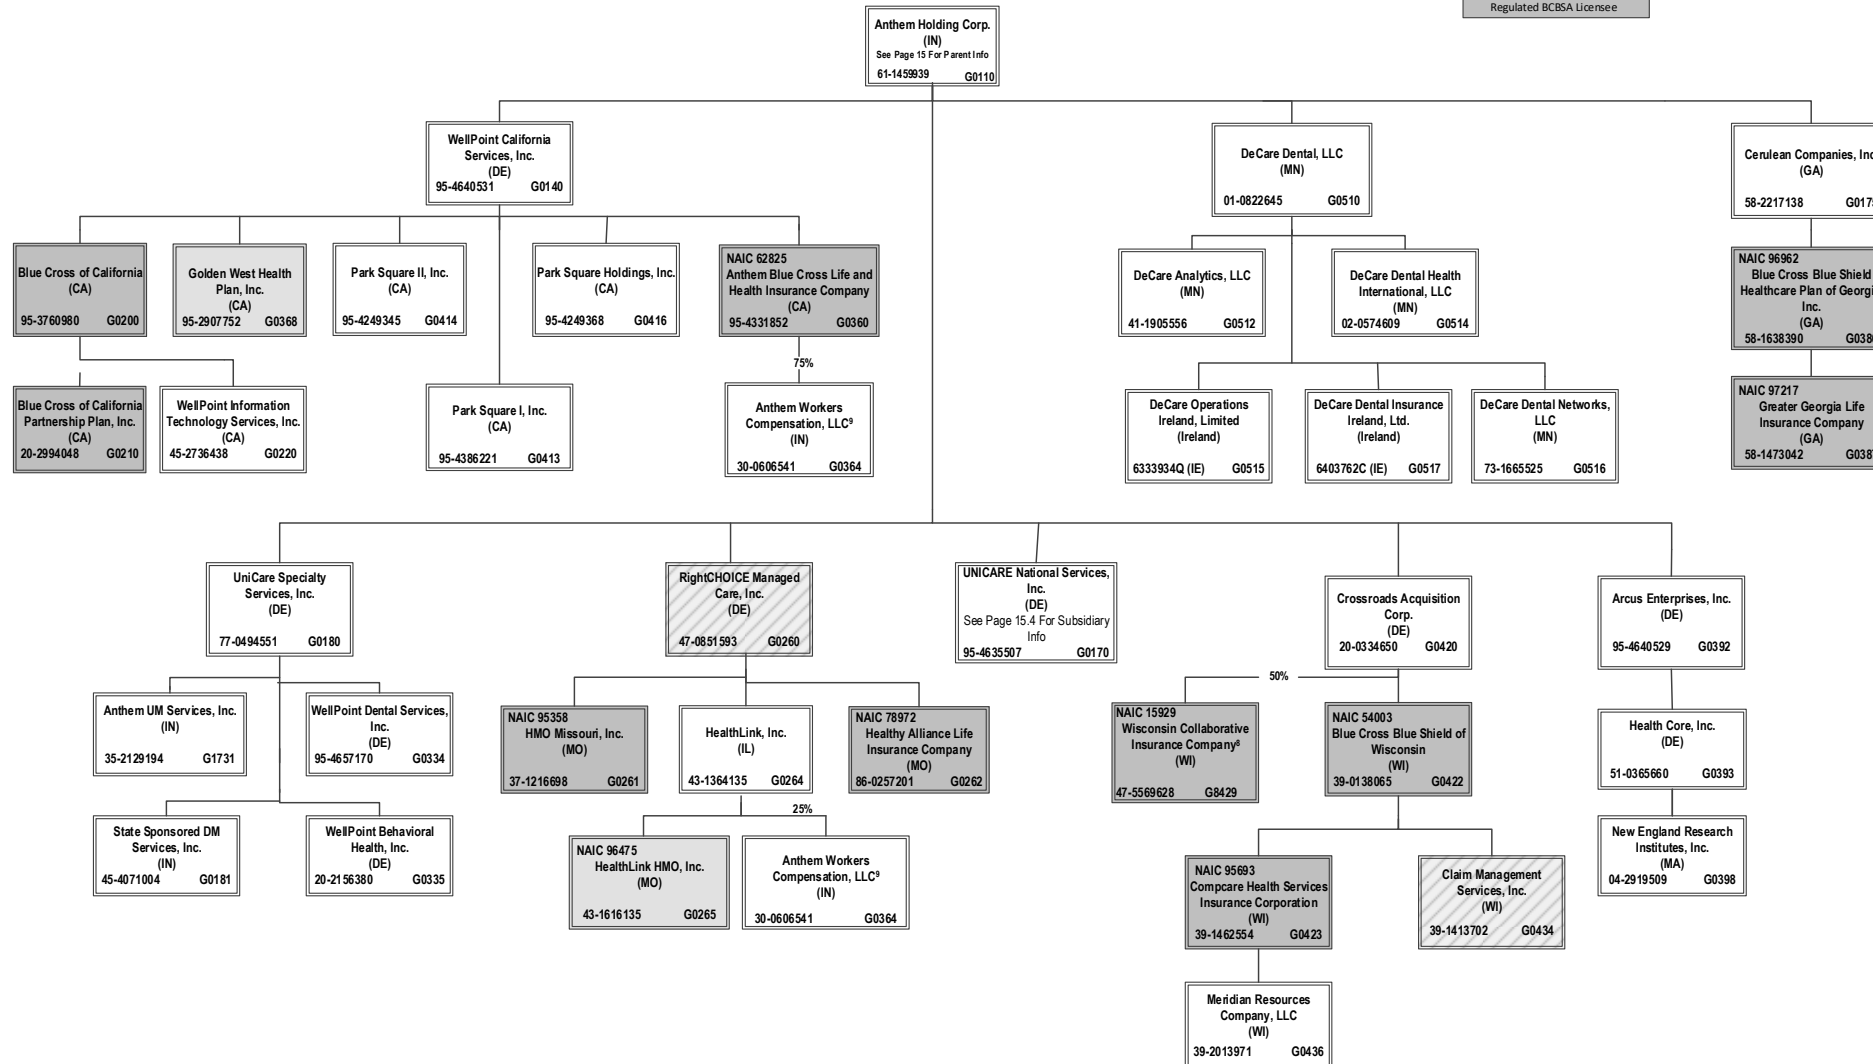 Regulated BCBSA Licensee
Anthem Holding Corp.
(IN)
See Page 15 For Parent Info
61-1459939 G0110
WellPoint California
Services, Inc.
(DE)
95-4640531 G0140
DeCare Dental, LLC
(MN)
01-0822645 G0510
Cerulean Companies, Inc
(GA)
58-2217138 G017
Blue Cross of California
(CA)
95-3760980 G0200
Golden West Health
Plan, Inc.
(CA)
95-2907752 G0368
Park Square II, Inc.
(CA)
95-4249345 G0414
Park Square Holdings, Inc.
(CA)
95-4249368 G0416
NAIC 62825
Anthem Blue Cross Life and
Health Insurance Company
(CA)
95-4331852 G0360
DeCare Analytics, LLC
(MN)
41-1905556 G0512
DeCare Dental Health
International, LLC
(MN)
02-0574609 G0514
NAIC 96962
Blue Cross Blue Shield
Healthcare Plan of Georgi
Inc.
(GA)
58-1638390 G038
75%
Blue Cross of California
Partnership Plan, Inc.
(CA)
20-2994048 G0210
WellPoint Information
Technology Services, Inc.
(CA)
45-2736438 G0220
Park Square I, Inc.
(CA)
95-4386221 G0413
Anthem Workers
Compensation, LLC⁹
(IN)
30-0606541 G0364
DeCare Operations
Ireland, Limited
(Ireland)
6333934Q (IE) G0515
DeCare Dental Insurance
Ireland, Ltd.
(Ireland)
6403762C (IE) G0517
DeCare Dental Networks,
LLC
(MN)
73-1665525 G0516
NAIC 97217
Greater Georgia Life
Insurance Company
(GA)
58-1473042 G038
UniCare Specialty
Services, Inc.
(DE)
77-0494551 G0180
RightCHOICE Managed
Care, Inc.
(DE)
47-0851593 G0260
UNICARE National Services,
Inc.
(DE)
See Page 15.4 For Subsidiary
Info
95-4635507 G0170
Crossroads Acquisition
Corp.
(DE)
20-0334650 G0420
Arcus Enterprises, Inc.
(DE)
95-4640529 G0392
50%
Anthem UM Services, Inc.
(IN)
35-2129194 G1731
WellPoint Dental Services,
Inc.
(DE)
95-4657170 G0334
NAIC 95358
HMO Missouri, Inc.
(MO)
37-1216698 G0261
HealthLink, Inc.
(IL)
43-1364135 G0264
NAIC 78972
Healthy Alliance Life
Insurance Company
(MO)
86-0257201 G0262
NAIC 15929
Wisconsin Collaborative
Insurance Company⁸
(WI)
47-5569628 G8429
NAIC 54003
Blue Cross Blue Shield of
Wisconsin
(WI)
39-0138065 G0422
Health Core, Inc.
(DE)
51-0365660 G0393
25%
State Sponsored DM
Services, Inc.
(IN)
45-4071004 G0181
WellPoint Behavioral
Health, Inc.
(DE)
20-2156380 G0335
NAIC 96475
HealthLink HMO, Inc.
(MO)
43-1616135 G0265
Anthem Workers
Compensation, LLC⁹
(IN)
30-0606541 G0364
NAIC 95693
Compcare Health Services
Insurance Corporation
(WI)
39-1462554 G0423
Claim Management
Services, Inc.
(WI)
39-1413702 G0434
New England Research
Institutes, Inc.
(MA)
04-2919509 G0398
Meridian Resources
Company, LLC
(WI)
39-2013971 G0436